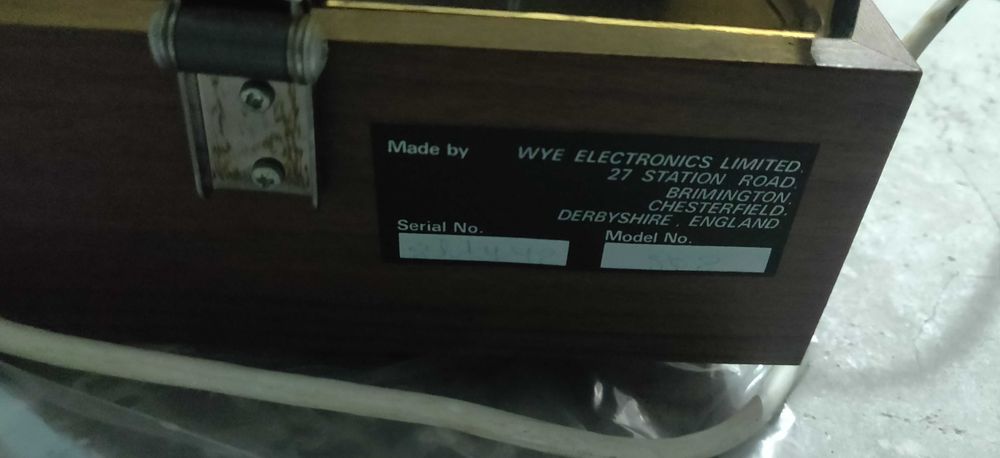 Made by WYE ELECTRONICS LIMITED.
27 STATION ROAD.
BRIMINGTON.
CHESTERFIELD.
DERBYSHIRE. ENGLAND
Serial No.
Model No.